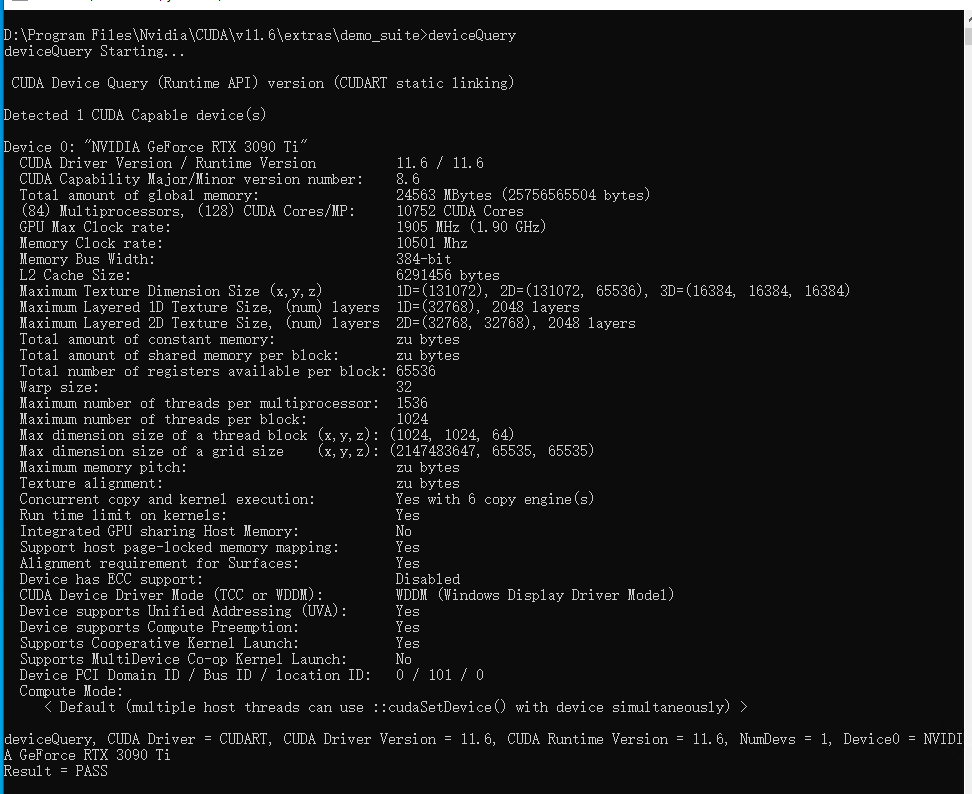 D:\Program Files\Nvidia\CUDA\v11.6\extras\demo_suite>deviceQuery
deviceQuery Starting...
CUDA Device Query (Runtime API) version (CUDART static linking)
Detected 1 CUDA Capable device(s)
Device 0: "NVIDIA GeForce RTX 3090 Ti"
CUDA Driver Version / Runtime Version 11.6 / 11.6
CUDA Capability Major/Minor version number: 8.6
Total amount of global memory: 24563 MBytes (25756565504 bytes)
(84) Multiprocessors, (128) CUDA Cores/MP: 10752 CUDA Cores
GPU Max Clock rate: 1905 MHz (1.90 GHz)
Memory Clock rate: 10501 Mhz
Memory Bus Width: 384-bit
L2 Cache Size: 6291456 bytes
Maximum Texture Dimension Size (x,y,z) 1D=(131072), 2D=(131072, 65536), 3D=(16384, 16384, 16384)
Maximum Layered 1D Texture Size, (num) layers 1D=(32768), 2048 layers
Maximum Layered 2D Texture Size, (num) layers 2D=(32768, 32768), 2048 layers
Total amount of constant memory: zu bytes
Total amount of shared memory per block: zu bytes
Total number of registers available per block: 65536
Warp size: 32
Maximum number of threads per multiprocessor: 1536
Maximum number of threads per block: 1024
Max dimension size of a thread block (x,y,z): (1024, 1024, 64)
Max dimension size of a grid size (x,y,z): (2147483647, 65535, 65535)
Maximum memory pitch: zu bytes
Texture alignment: zu bytes
Concurrent copy and kernel execution: Yes with 6 copy engine(s)
Run time limit on kernels: Yes
Integrated GPU sharing Host Memory: No
Support host page-locked memory mapping: Yes
Alignment requirement for Surfaces: Yes
Device has ECC support: Disabled
CUDA Device Driver Mode (TCC or WDDM): WDDM (Windows Display Driver Model)
Device supports Unified Addressing (UVA): Yes
Device supports Compute Preemption: Yes
Supports Cooperative Kernel Launch: Yes
Supports MultiDevice Co-op Kernel Launch: No
Device PCI Domain ID / Bus ID / location ID: 0 / 101 / 0
Compute Mode:
< Default (multiple host threads can use ::cudaSetDevice() with device simultaneously) >
deviceQuery, CUDA Driver = CUDART, CUDA Driver Version = 11.6, CUDA Runtime Version = 11.6, NumDevs = 1, Device0 = NVIDI
A GeForce RTX 3090 Ti
Result = PASS